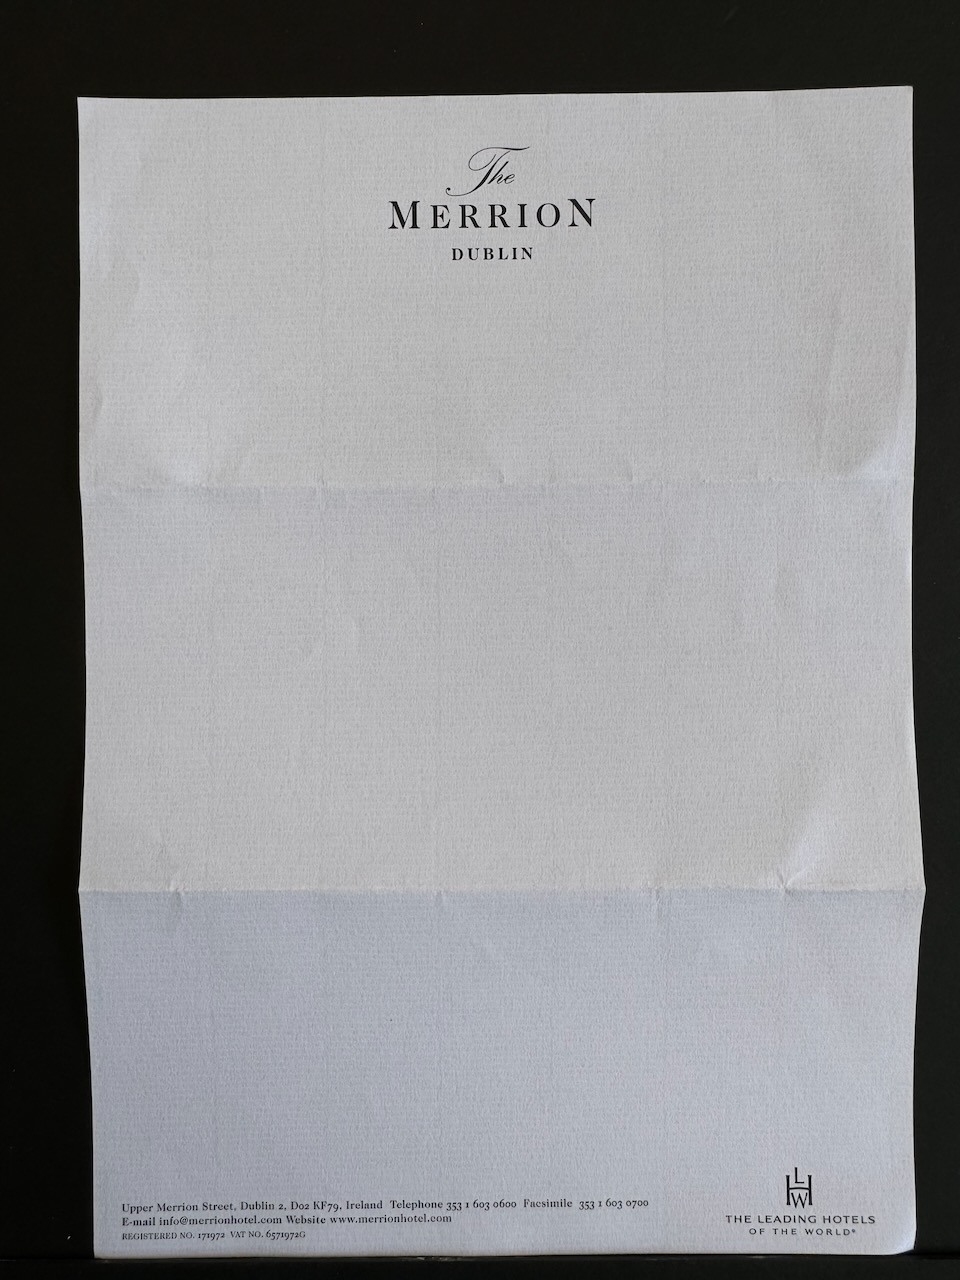 The
MERRION
DUBLIN
Upper Merrion Street, Dublin 2, D02 KF79, Ireland Telephone 353 1 603 0600 Facsimile 353 1 603 0700
E-mail info@merrionhotel.com Website www.merrionhotel.com
REGISTERED NO. 171972 VAT NO. 6571972G
LHW
THE LEADING HOTELS
OF THE WORLD®